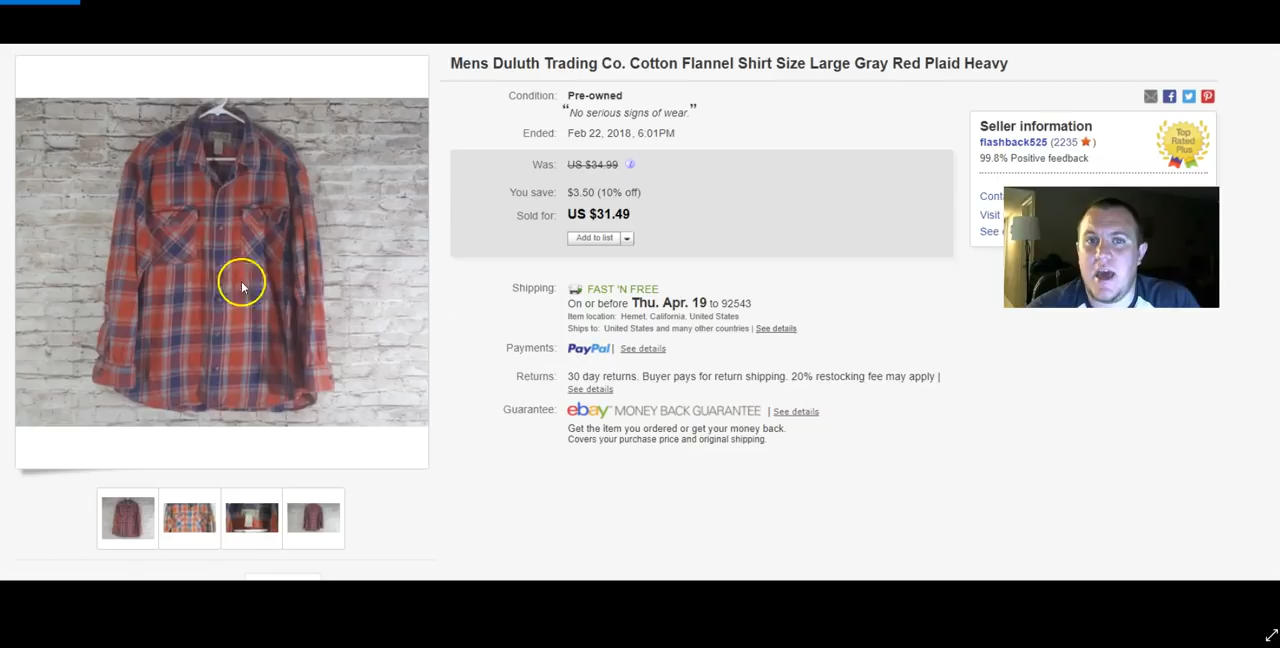 Mens Duluth Trading Co. Cotton Flannel Shirt Size Large Gray Red Plaid Heavy
Condition: Pre-owned
“No serious signs of wear.”
Ended: Feb 22, 2018, 6:01PM
Was: US $34.99
You save: $3.50 (10% off)
Sold for: US $31.49
Add to list
Shipping: FAST 'N FREE
On or before Thu. Apr. 19 to 92543
Item location: Hemet, California, United States
Ships to: United States and many other countries | See details
Payments: PayPal | See details
Returns: 30 day returns. Buyer pays for return shipping. 20% restocking fee may apply |
See details
Guarantee: ebay MONEY BACK GUARANTEE | See details
Get the item you ordered or get your money back.
Covers your purchase price and original shipping.
Seller information
flashback525 (2235 )
99.8% Positive feedback
Top
Rated
Plus
Cont
Visit
See